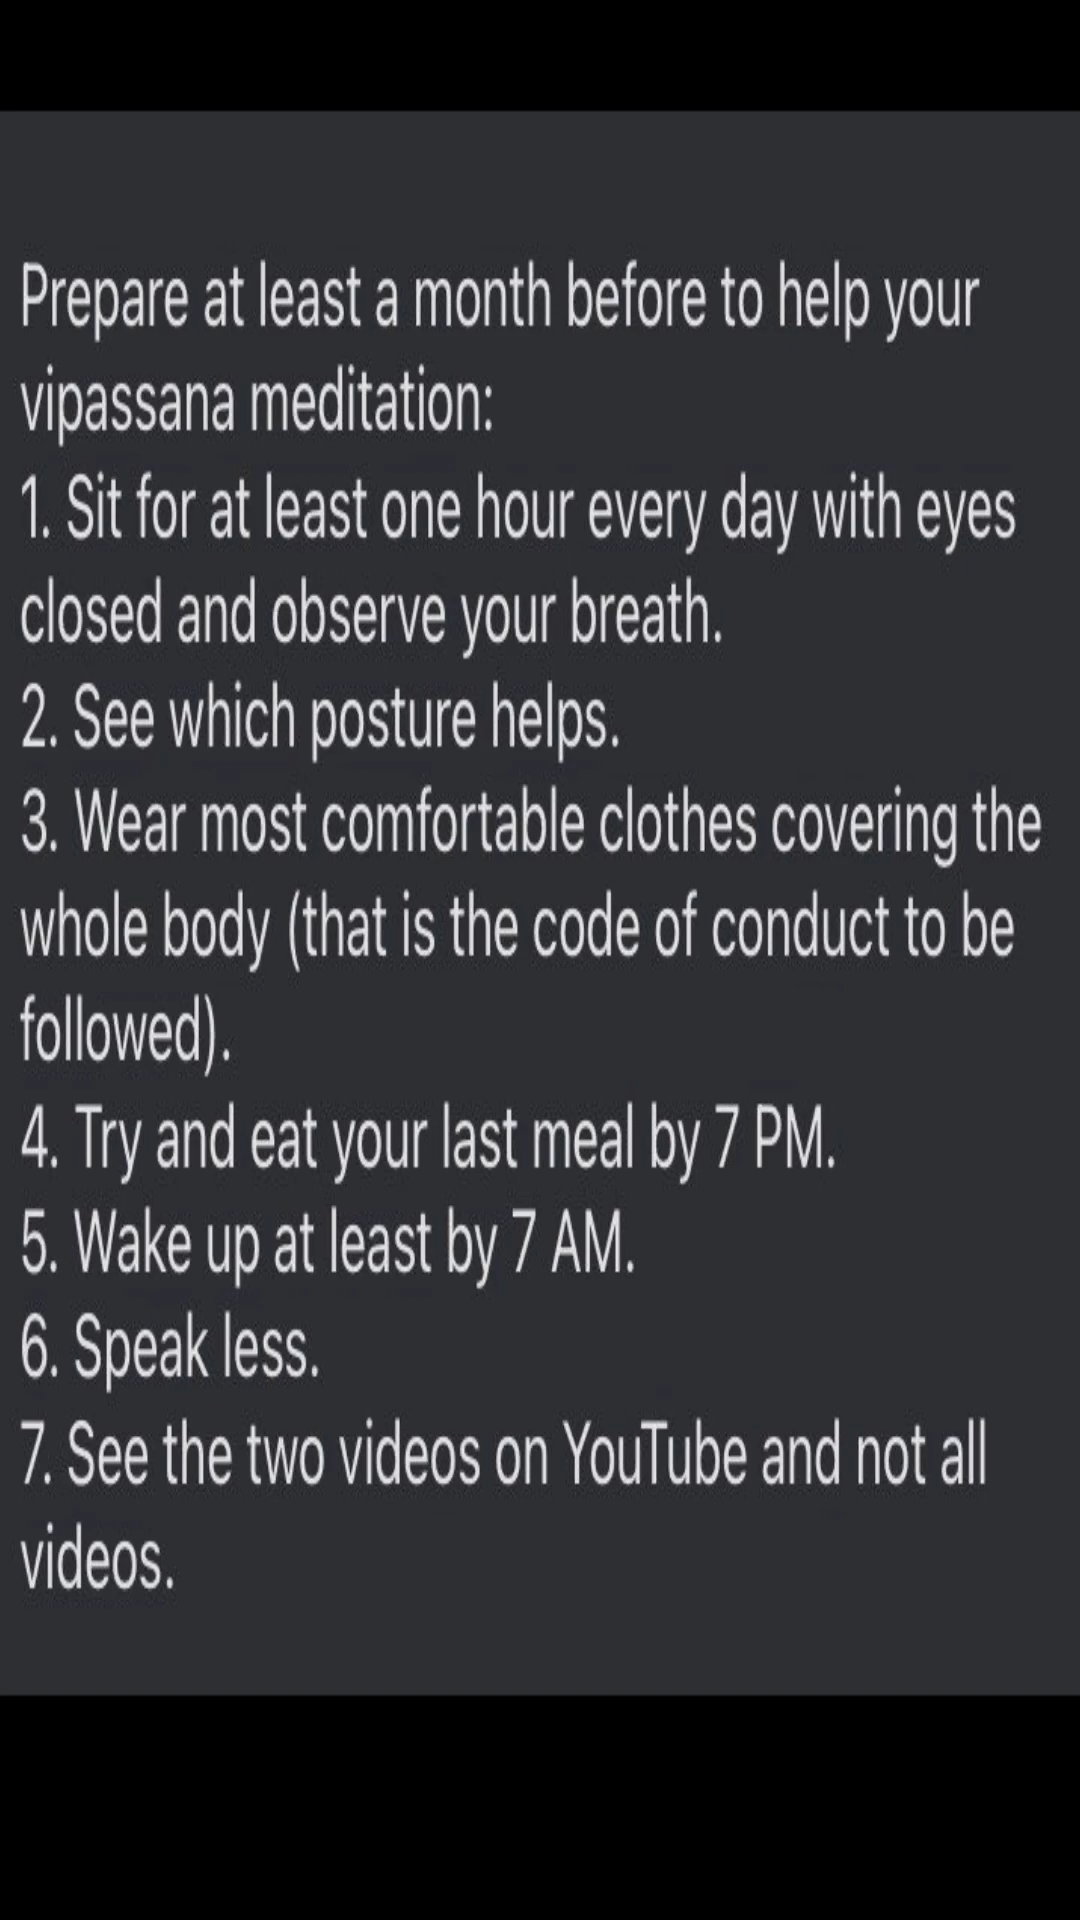 Prepare at least a month before to help your
vipassana meditation:
1. Sit for at least one hour every day with eyes
closed and observe your breath.
2. See which posture helps.
3. Wear most comfortable clothes covering the
whole body (that is the code of conduct to be
followed).
4. Try and eat your last meal by 7 PM.
5. Wake up at least by 7 AM.
6. Speak less.
7. See the two videos on YouTube and not all
videos.